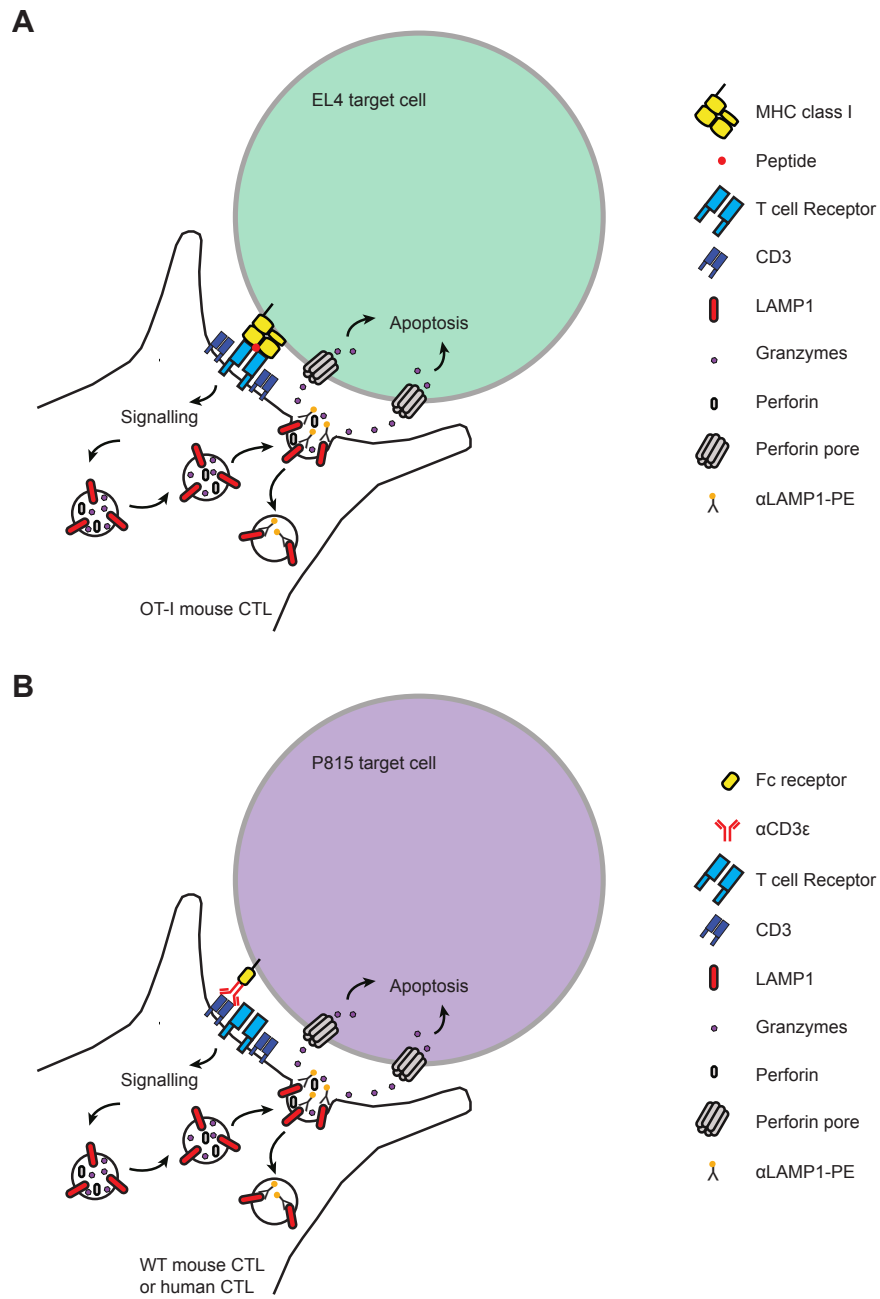 A
EL4 target cell
Apoptosis
Signalling
OT-I mouse CTL
MHC class I
Peptide
T cell Receptor
CD3
LAMP1
Granzymes
Perforin
Perforin pore
αLAMP1-PE
B
P815 target cell
Apoptosis
Signalling
WT mouse CTL
or human CTL
Fc receptor
αCD3ε
T cell Receptor
CD3
LAMP1
Granzymes
Perforin
Perforin pore
αLAMP1-PE